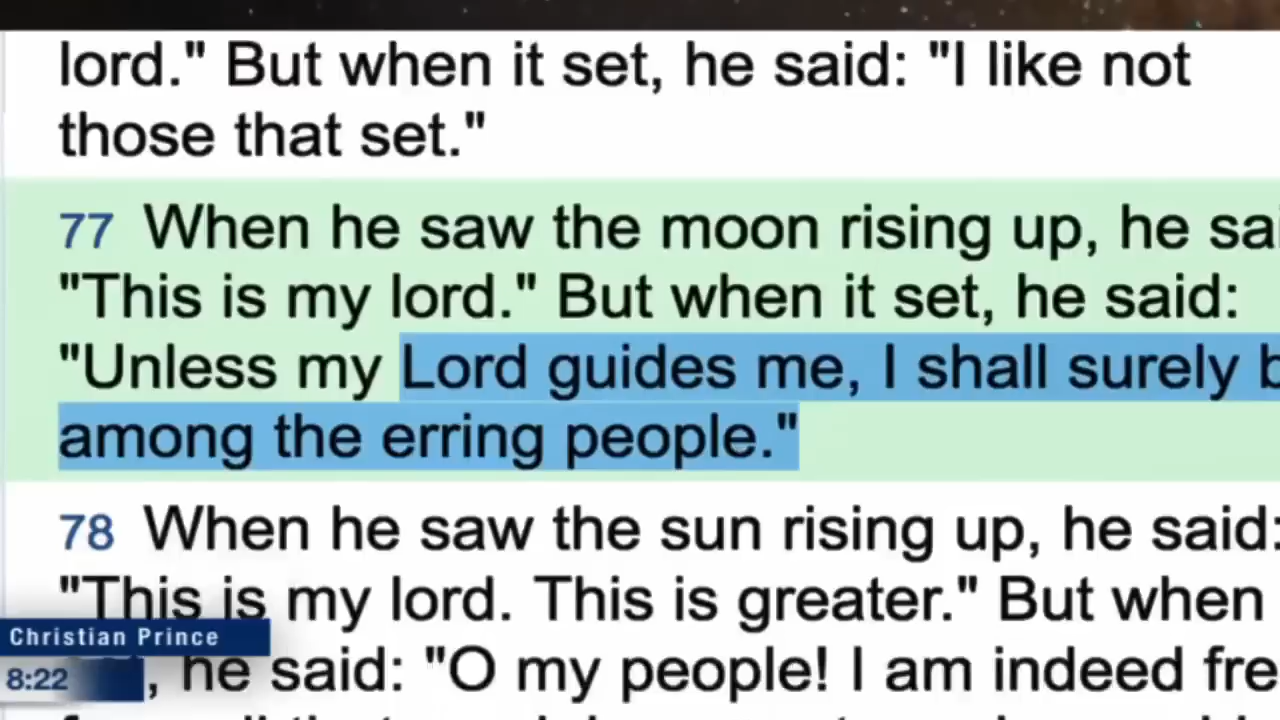 lord." But when it set, he said: "I like not
those that set."
77 When he saw the moon rising up, he
"This is my lord." But when it set, he said:
"Unless my Lord guides me, I shall surely
among the erring people."
78 When he saw the sun rising up, he said:
"This is my lord. This is greater." But when
Christian Prince
8:22
, he said: "O my people! I am indeed